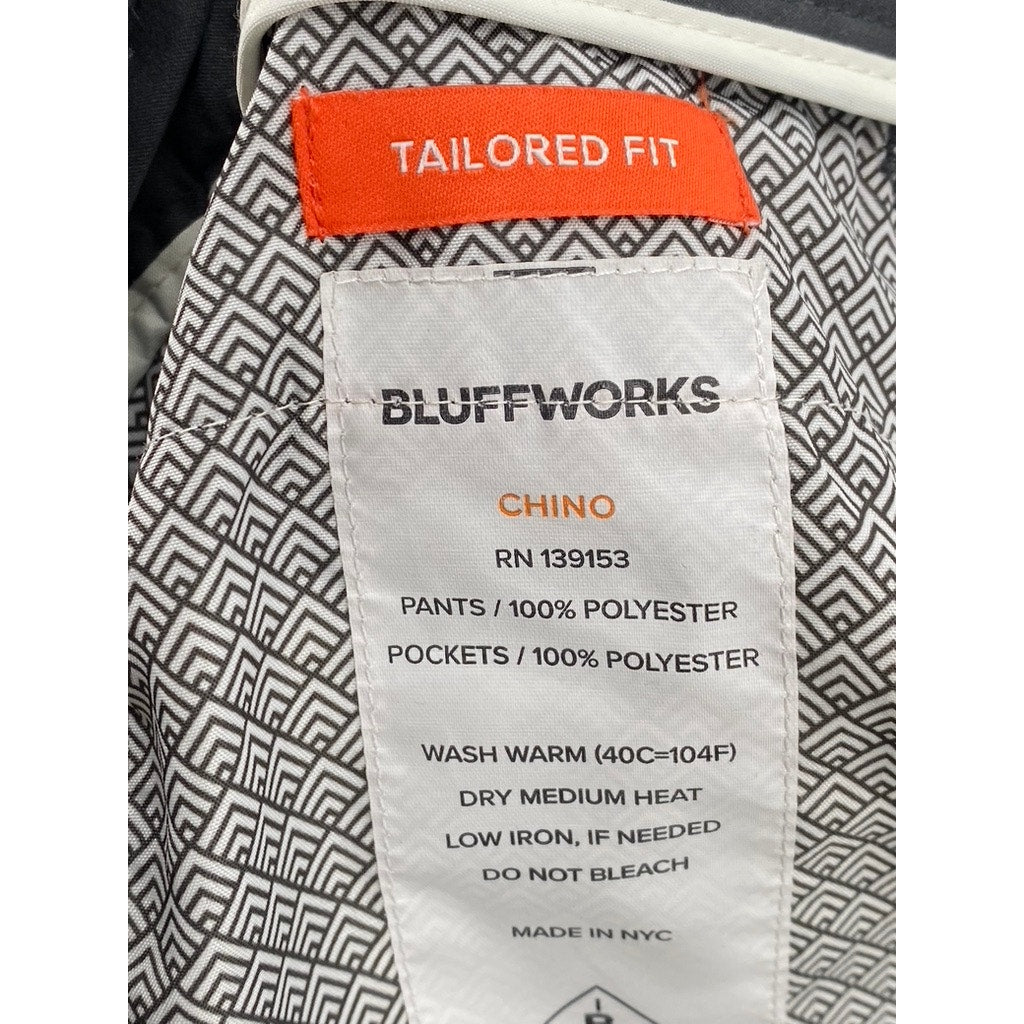 TAILORED FIT
BLUFFWORKS
CHINO
RN 139153
PANTS / 100% POLYESTER
POCKETS / 100% POLYESTER
WASH WARM (40C=104F)
DRY MEDIUM HEAT
LOW IRON, IF NEEDED
DO NOT BLEACH
MADE IN NYC
I
B